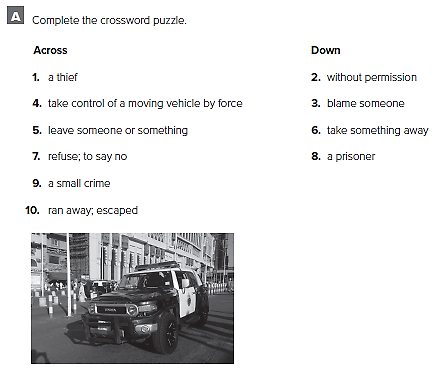 A Complete the crossword puzzle.
Across
1. a thief
4. take control of a moving vehicle by force
5. leave someone or something
7. refuse; to say no
9. a small crime
10. ran away; escaped
Down
2. without permission
3. blame someone
6. take something away
8. a prisoner